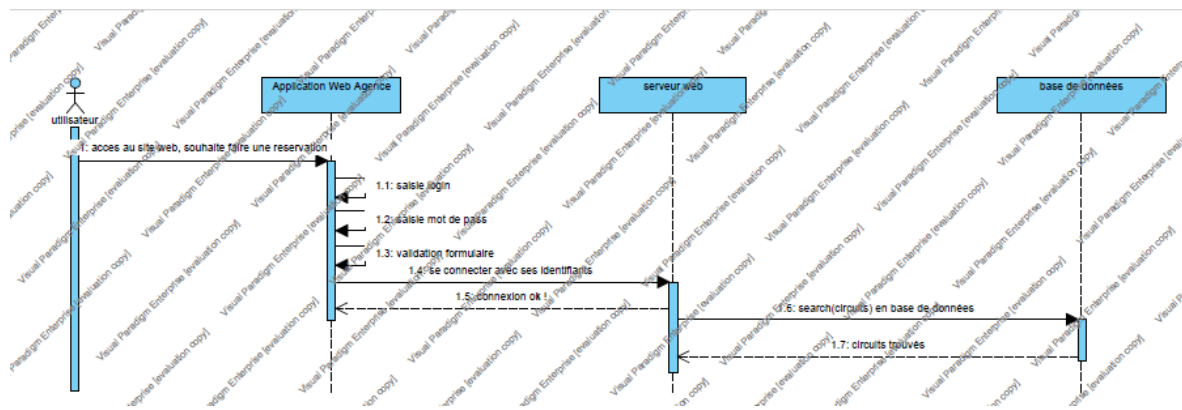 Application Web Agence
serveur web
base de données
utilisateur
1: acces au site web, souhaite faire une reservation
1.1: saisie login
1.2: saisie mot de pass
1.3: validation formulaire
1.4: se connecter avec ses identifiants
1.5: connexion ok !
1.6: search(circuits) en base de données
1.7: circuits trouvés
Visual Paradigm Enterprise [evaluation copy]